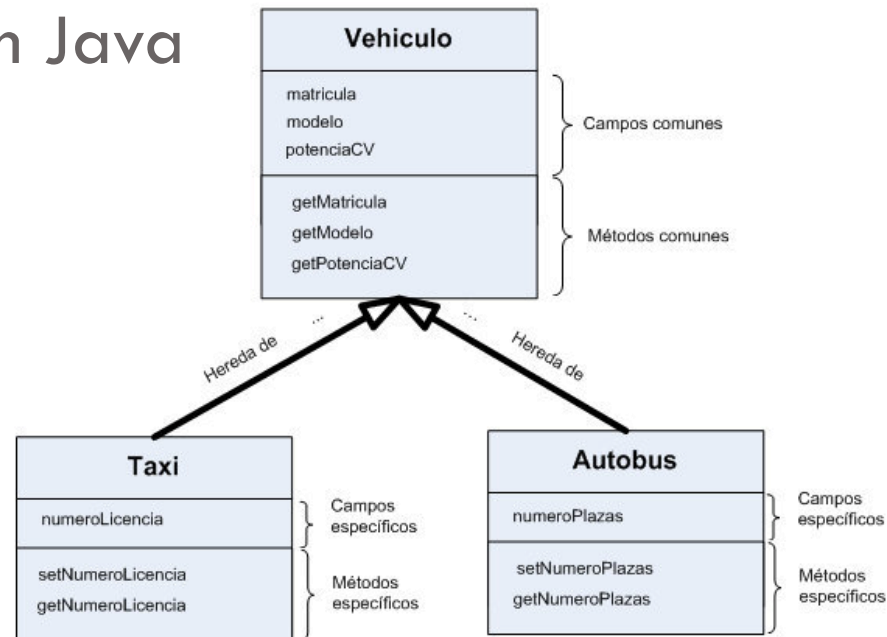 n Java
Vehiculo
matricula
modelo
potenciaCV
Campos comunes
getMatricula
getModelo
getPotenciaCV
Métodos comunes
...
...
Hereda de
Hereda de
Taxi
numeroLicencia
Campos
específicos
setNumeroLicencia
getNumeroLicencia
Métodos
específicos
Autobus
numeroPlazas
Campos
específicos
setNumeroPlazas
getNumeroPlazas
Métodos
específicos